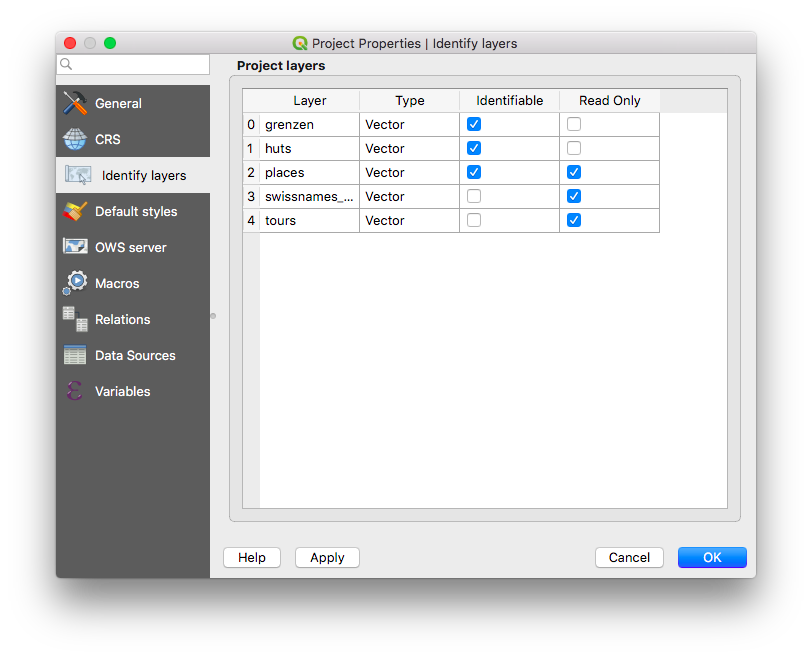 Project Properties | Identify layers
General
CRS
Identify layers
Default styles
OWS server
Macros
Relations
Data Sources
Variables
Project layers
Layer Type Identifiable Read Only
0 grenzen Vector
1 huts Vector
2 places Vector
3 swissnames_... Vector
4 tours Vector
Help Apply Cancel OK